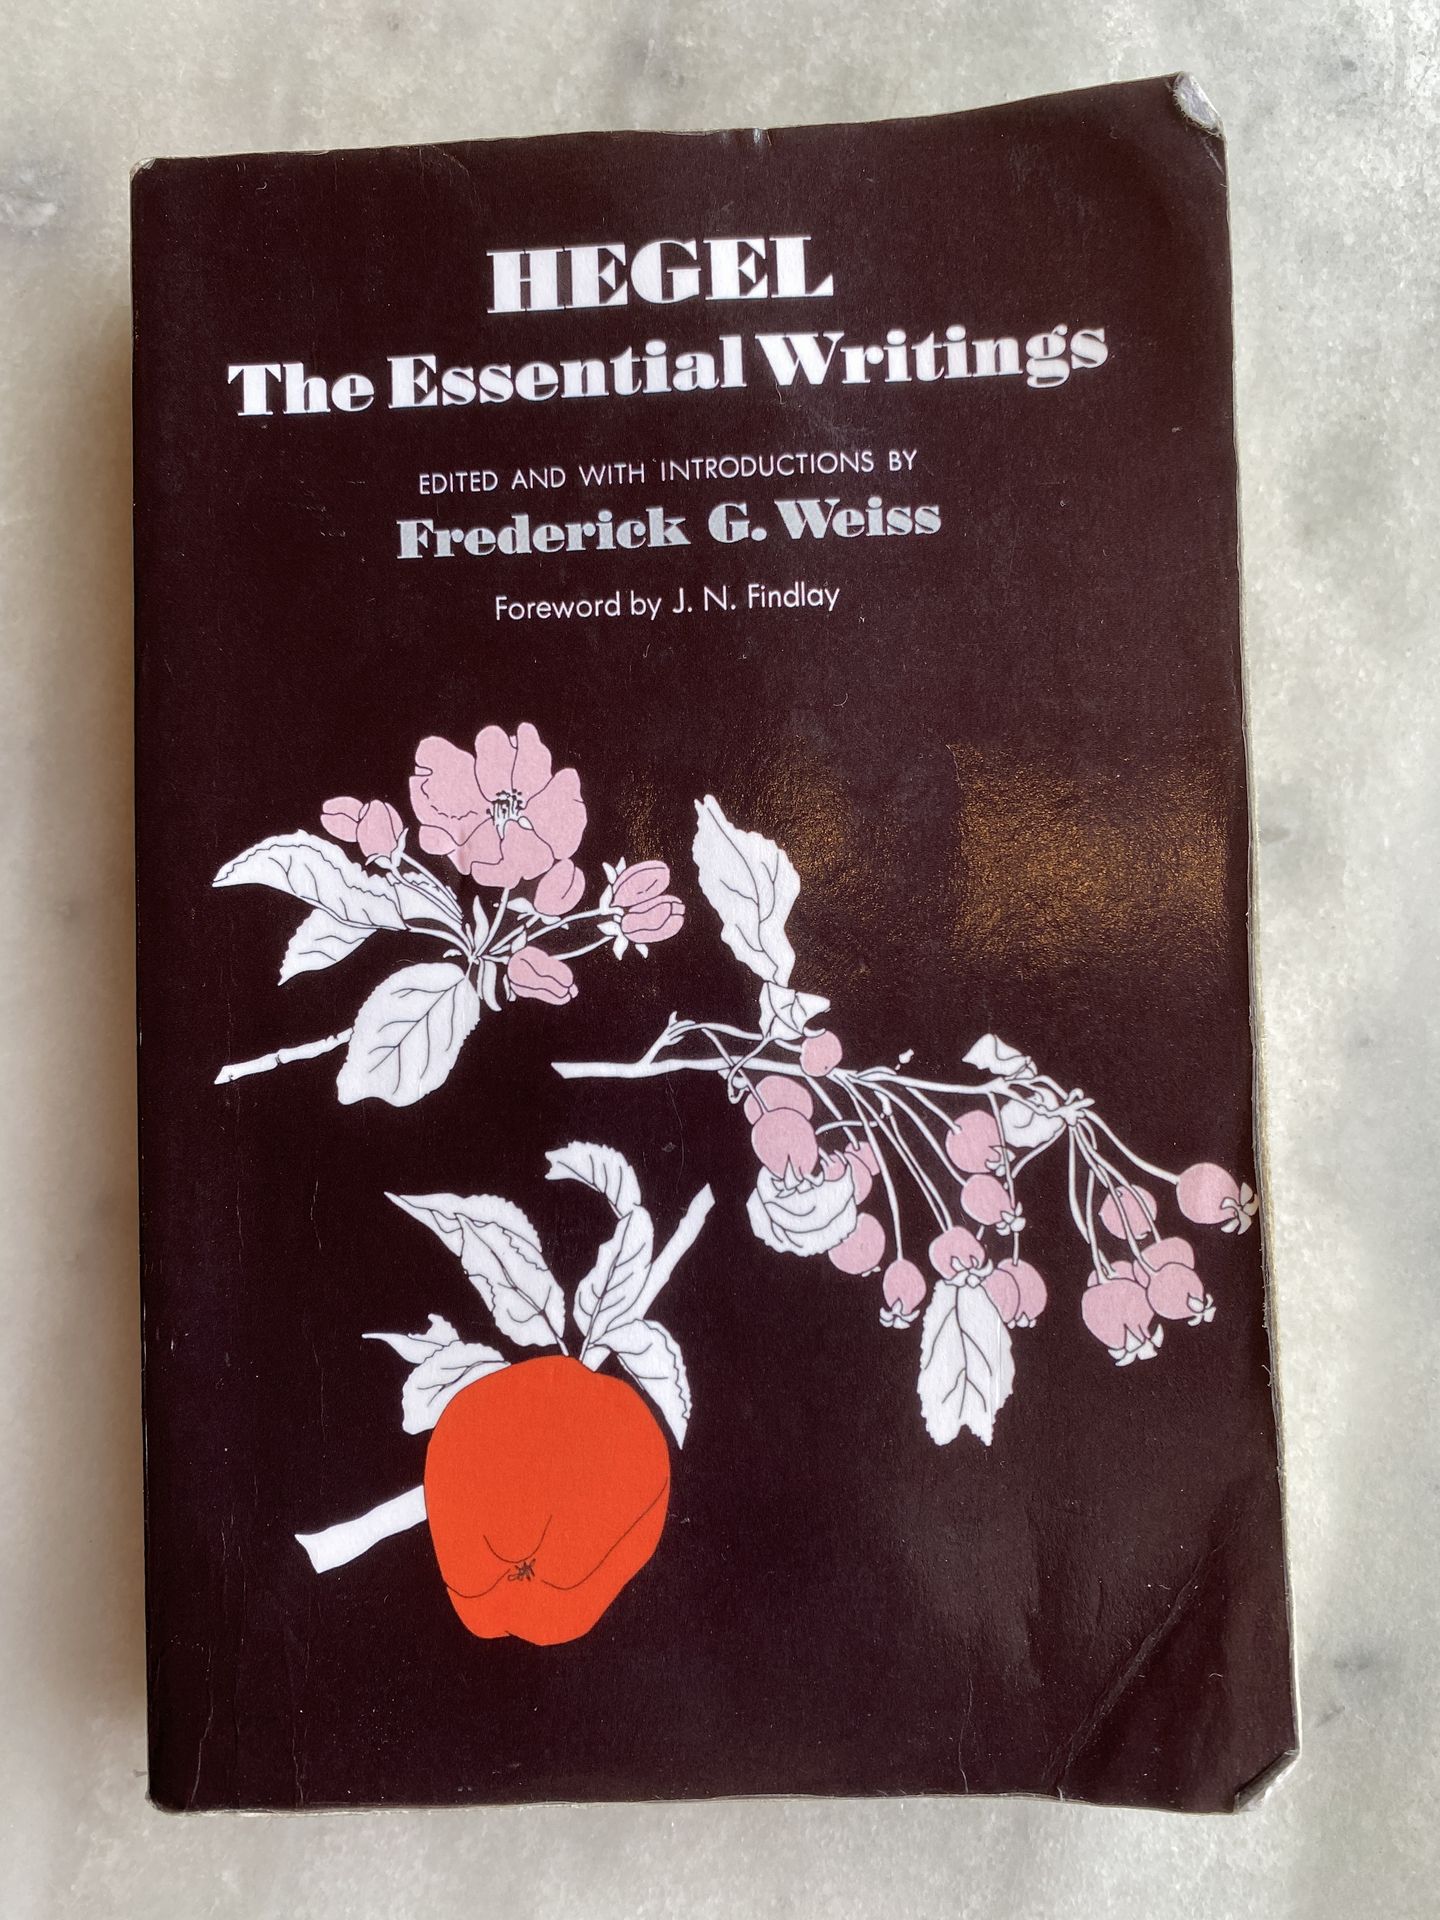 HEGEL
The Essential Writings
EDITED AND WITH INTRODUCTIONS BY
Frederick G. Weiss
Foreword by J. N. Findlay